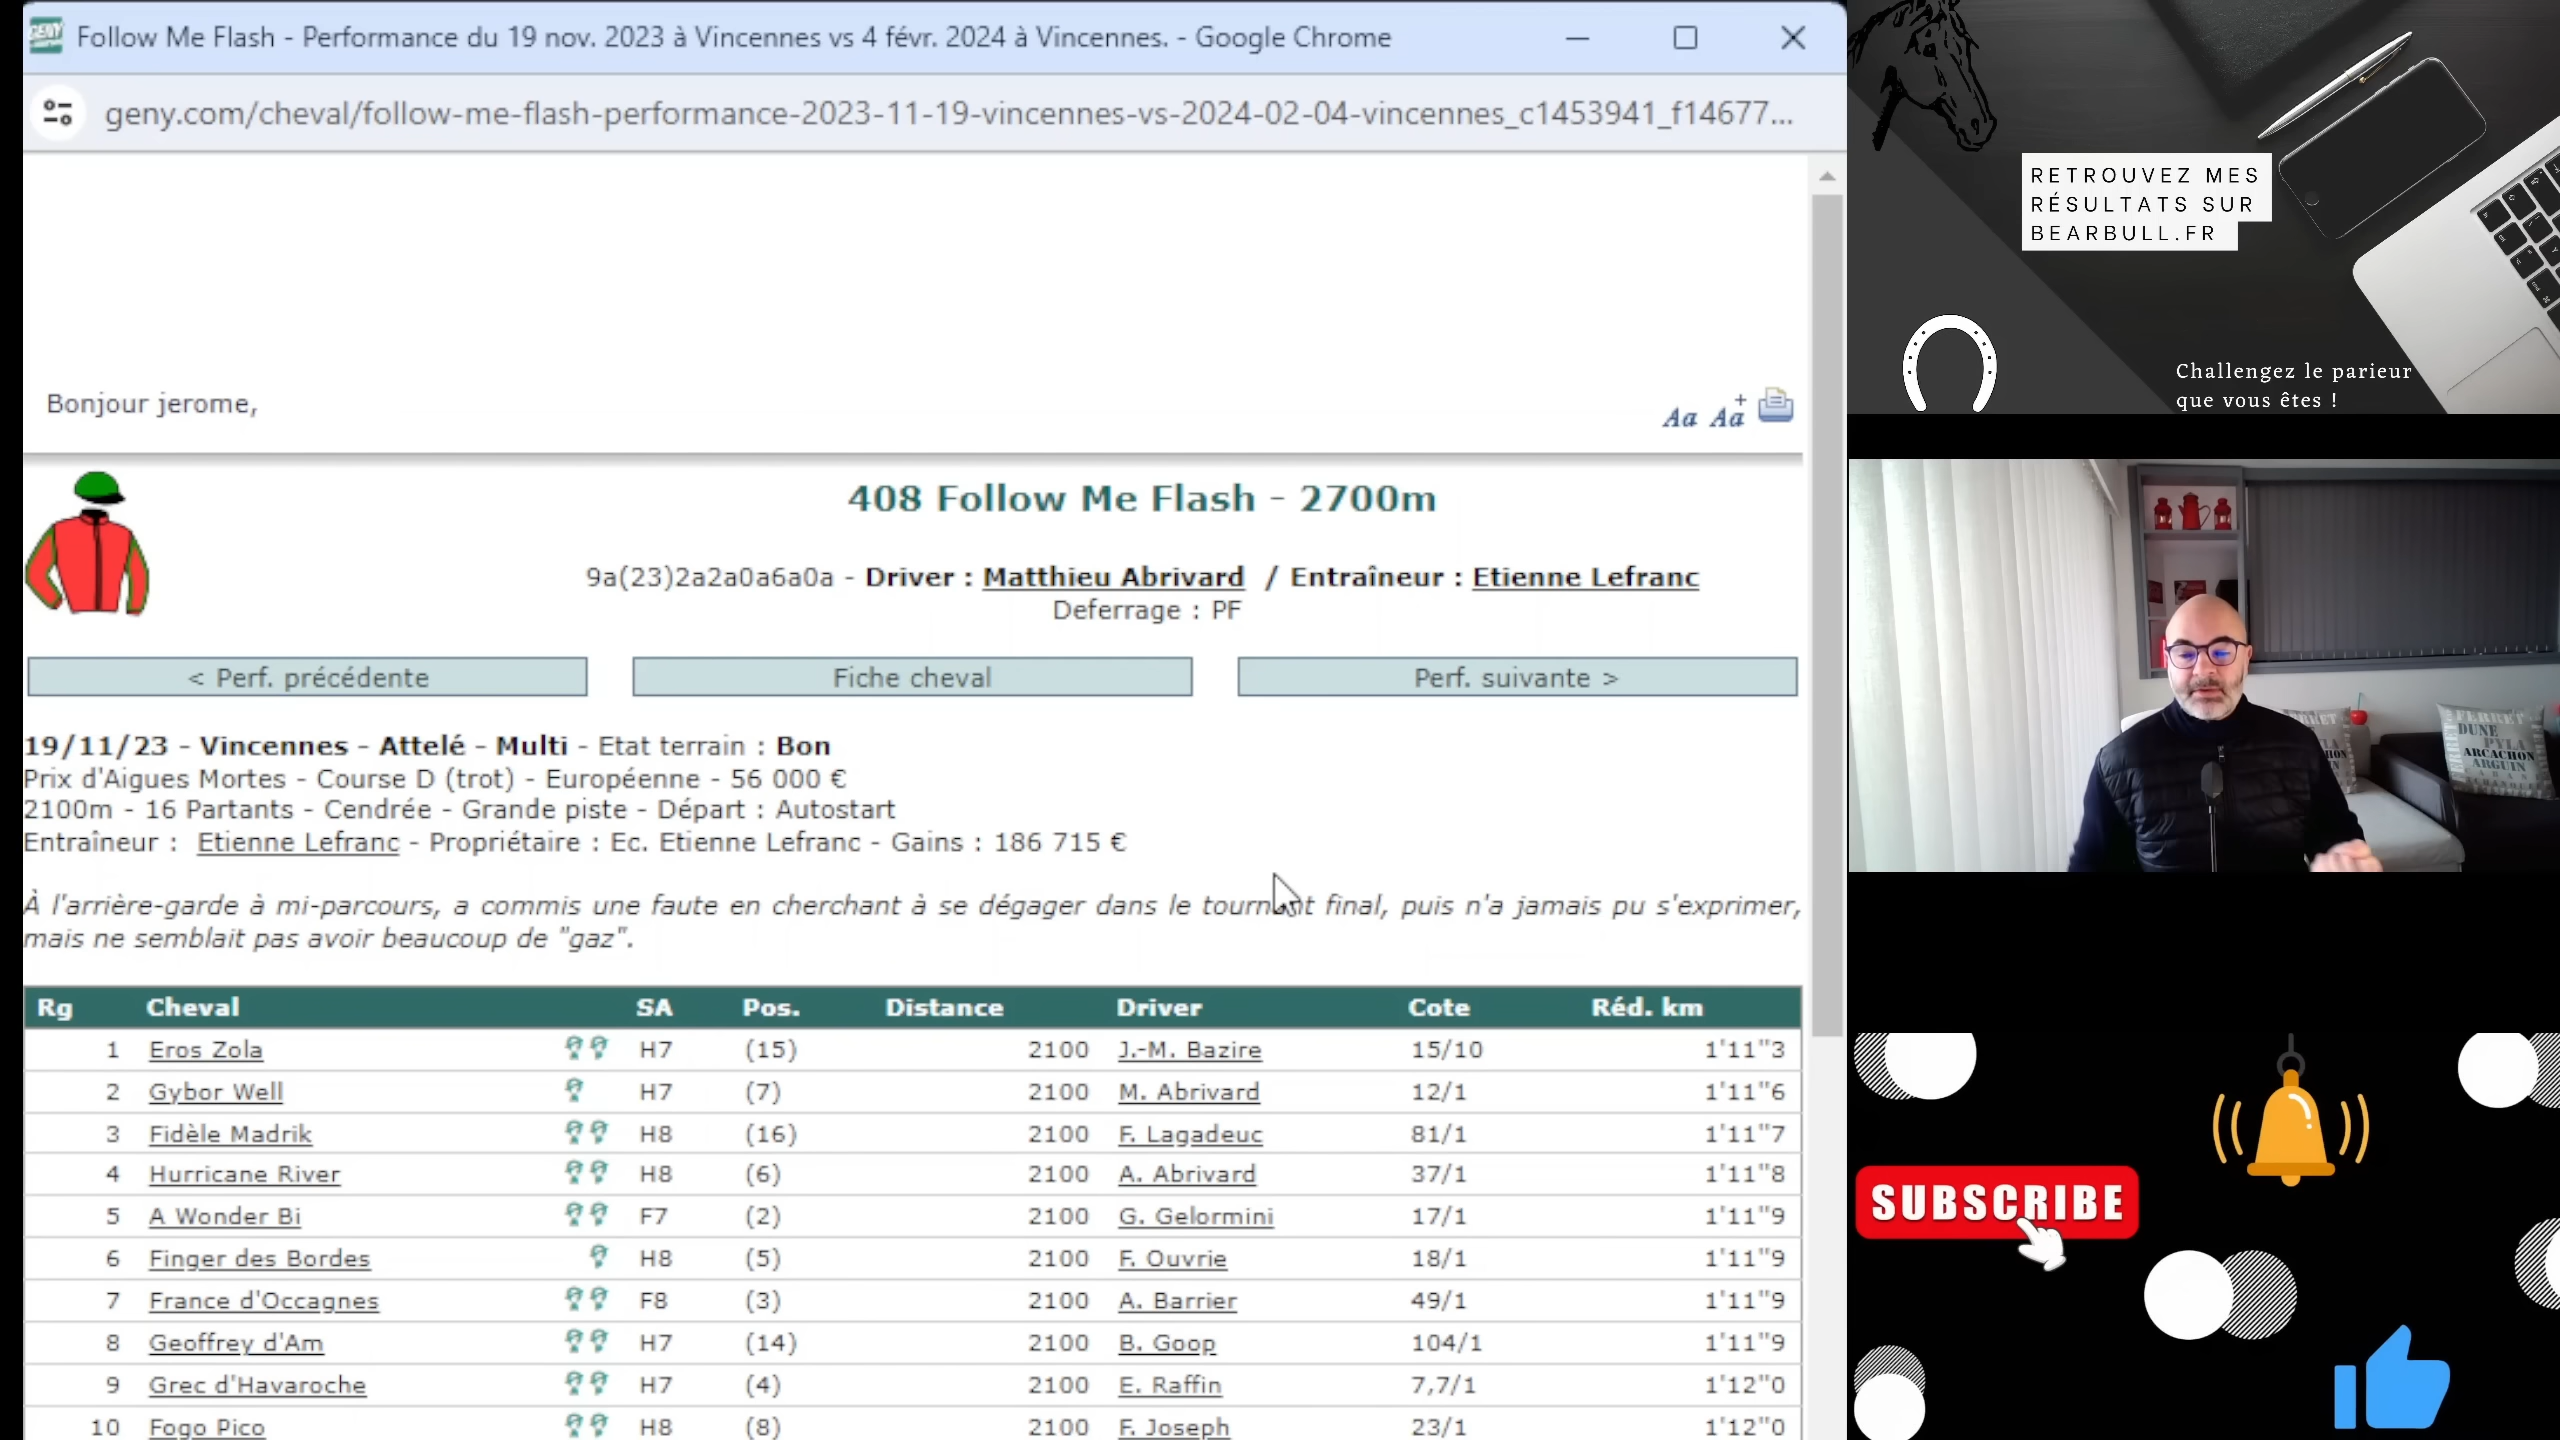 Follow Me Flash - Performance du 19 nov. 2023 à Vincennes vs 4 févr. 2024 à Vincennes. - Google Chrome
geny.com/cheval/follow-me-flash-performance-2023-11-19-vincennes-vs-2024-02-04-vincennes_c1453941_f14677...
Bonjour jerome,
Aa Aa+
408 Follow Me Flash - 2700m
9a(23)2a2a0a6a0a - Driver : Matthieu Abrivard / Entraîneur : Etienne Lefranc
Deferrage : PF
< Perf. précédente
Fiche cheval
Perf. suivante >
19/11/23 - Vincennes - Attelé - Multi - Etat terrain : Bon
Prix d'Aigues Mortes - Course D (trot) - Européenne - 56 000 €
2100m - 16 Partants - Cendrée - Grande piste - Départ : Autostart
Entraîneur : Etienne Lefranc - Propriétaire : Ec. Etienne Lefranc - Gains : 186 715 €
À l'arrière-garde à mi-parcours, a commis une faute en cherchant à se dégager dans le tournant final, puis n'a jamais pu s'exprimer,
mais ne semblait pas avoir beaucoup de "gaz".
Rg Cheval SA Pos. Distance Driver Cote Réd. km
1 Eros Zola H7 (15) 2100 J.-M. Bazire 15/10 1'11"3
2 Gybor Well H7 (7) 2100 M. Abrivard 12/1 1'11"6
3 Fidèle Madrik H8 (16) 2100 F. Lagadeuc 81/1 1'11"7
4 Hurricane River H8 (6) 2100 A. Abrivard 37/1 1'11"8
5 A Wonder Bi F7 (2) 2100 G. Gelormini 17/1 1'11"9
6 Finger des Bordes H8 (5) 2100 F. Ouvrie 18/1 1'11"9
7 France d'Occagnes F8 (3) 2100 A. Barrier 49/1 1'11"9
8 Geoffrey d'Am H7 (14) 2100 B. Goop 104/1 1'11"9
9 Grec d'Havaroche H7 (4) 2100 E. Raffin 7,7/1 1'12"0
10 Fogo Pico H8 (8) 2100 F. Joseph 23/1 1'12"0
RETROUVEZ MES
RÉSULTATS SUR
BEARBULL.FR
Challengez le parieur
que vous êtes !
FERRET
DUNE
PYLA
ARCACHON
ARGUIN
SUBSCRIBE